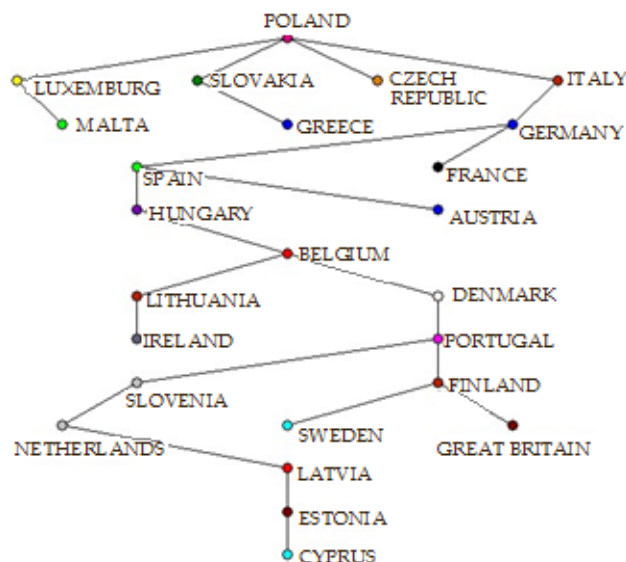 POLAND
LUXEMBURG
SLOVAKIA
CZECH
REPUBLIC
ITALY
MALTA
GREECE
GERMANY
SPAIN
FRANCE
HUNGARY
AUSTRIA
BELGIUM
LITHUANIA
DENMARK
IRELAND
PORTUGAL
SLOVENIA
FINLAND
NETHERLANDS
SWEDEN
GREAT BRITAIN
LATVIA
ESTONIA
CYPRUS